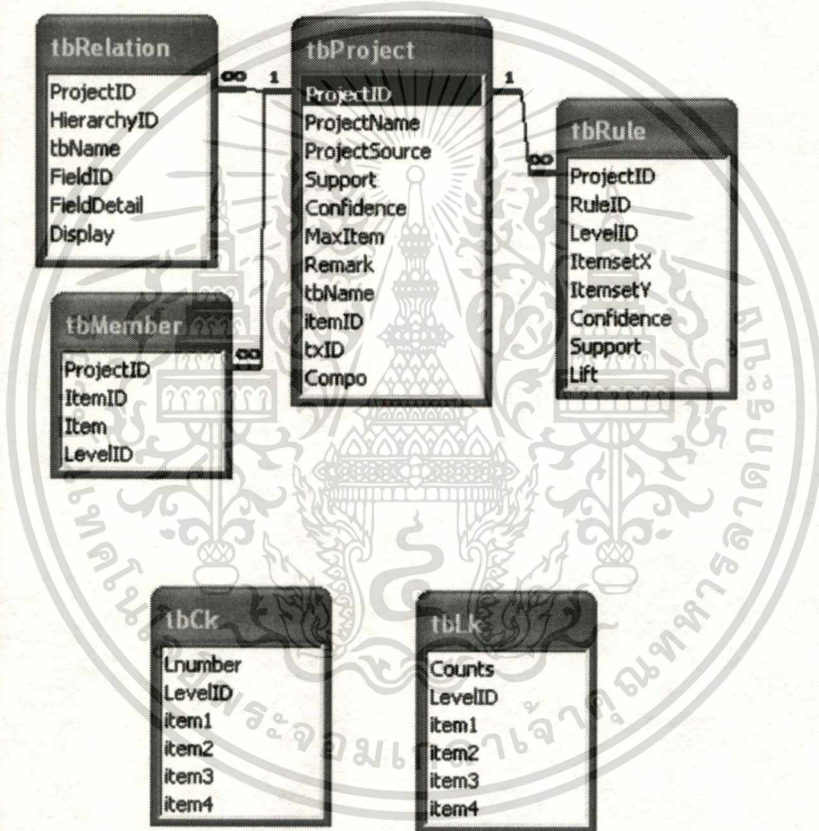 tbRelation
ProjectID
HierarchyID
tbName
FieldID
FieldDetail
Display
∞ 1
tbProject
ProjectID
ProjectName
ProjectSource
Support
Confidence
MaxItem
Remark
tbName
itemID
txID
Compo
1
∞
tbRule
ProjectID
RuleID
LevelID
ItemsetX
ItemsetY
Confidence
Support
Lift
tbMember
∞
ProjectID
ItemID
Item
LevelID
tbCk
Lnumber
LevelID
item1
item2
item3
item4
tbLk
Counts
LevelID
item1
item2
item3
item4